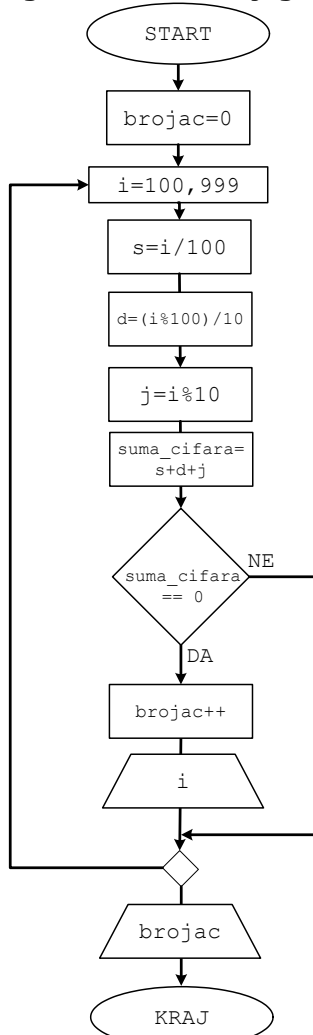 START
brojac=0
i=100,999
s=i/100
d=(i%100)/10
j=i%10
suma_cifara=
s+d+j
suma_cifara
== 0
NE
DA
brojac++
i
brojac
KRAJ